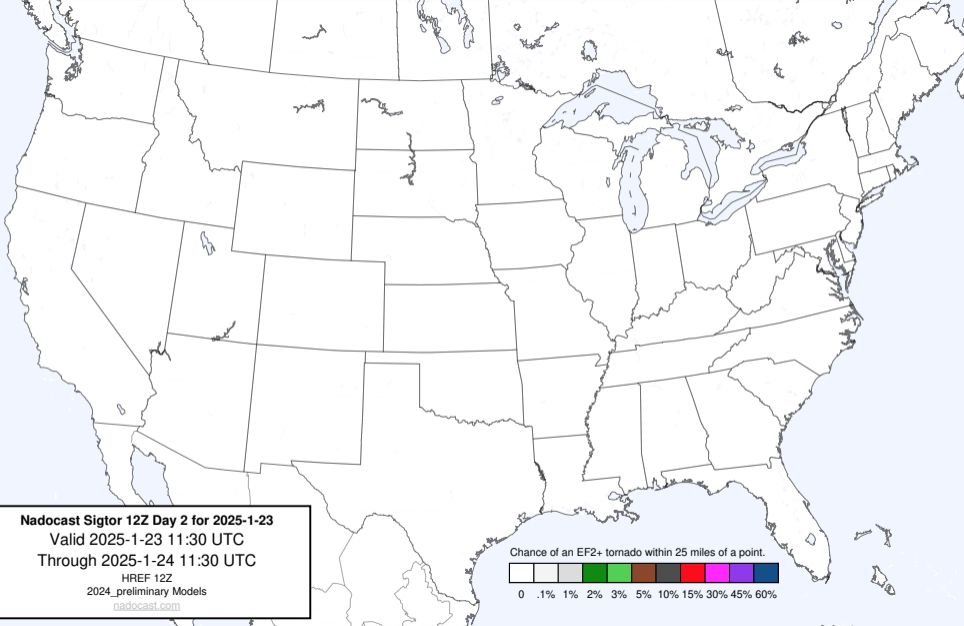 Nadocast Sigtor 12Z Day 2 for 2025-1-23
Valid 2025-1-23 11:30 UTC
Through 2025-1-24 11:30 UTC
HREF 12Z
2024_preliminary Models
nadocast.com
Chance of an EF2+ tornado within 25 miles of a point.
0 .1% 1% 2% 3% 5% 10% 15% 30% 45% 60%